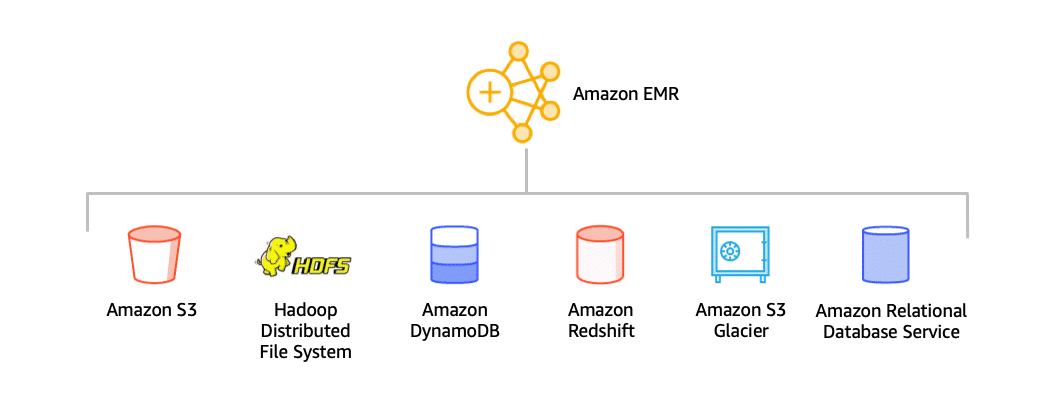 Amazon EMR
HDFS
Amazon S3
Hadoop
Distributed
File System
Amazon
DynamoDB
Amazon
Redshift
Amazon S3
Glacier
Amazon Relational
Database Service